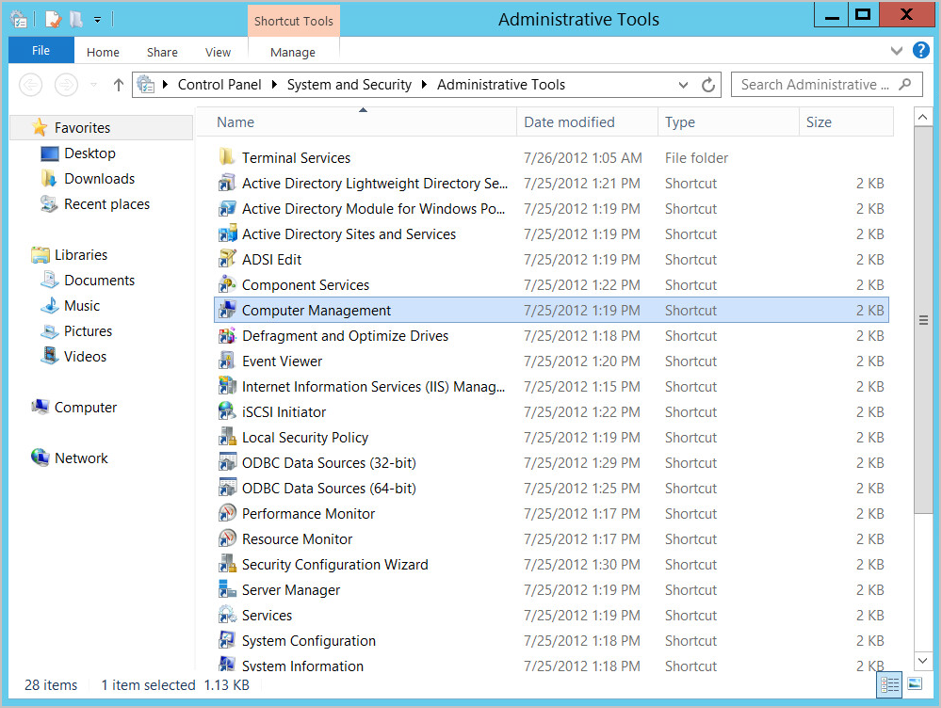 Shortcut Tools
Administrative Tools
File Home Share View Manage
Control Panel System and Security Administrative Tools Search Administrative ...
Name Date modified Type Size
Favorites
Desktop
Downloads
Recent places
Libraries
Documents
Music
Pictures
Videos
Computer
Network
Terminal Services 7/26/2012 1:05 AM File folder
Active Directory Lightweight Directory Se... 7/25/2012 1:21 PM Shortcut 2 KB
Active Directory Module for Windows Po... 7/25/2012 1:19 PM Shortcut 2 KB
Active Directory Sites and Services 7/25/2012 1:19 PM Shortcut 2 KB
ADSI Edit 7/25/2012 1:19 PM Shortcut 2 KB
Component Services 7/25/2012 1:22 PM Shortcut 2 KB
Computer Management 7/25/2012 1:19 PM Shortcut 2 KB
Defragment and Optimize Drives 7/25/2012 1:18 PM Shortcut 2 KB
Event Viewer 7/25/2012 1:20 PM Shortcut 2 KB
Internet Information Services (IIS) Manag... 7/25/2012 1:15 PM Shortcut 2 KB
iSCSI Initiator 7/25/2012 1:22 PM Shortcut 2 KB
Local Security Policy 7/25/2012 1:19 PM Shortcut 2 KB
ODBC Data Sources (32-bit) 7/25/2012 1:29 PM Shortcut 2 KB
ODBC Data Sources (64-bit) 7/25/2012 1:25 PM Shortcut 2 KB
Performance Monitor 7/25/2012 1:17 PM Shortcut 2 KB
Resource Monitor 7/25/2012 1:17 PM Shortcut 2 KB
Security Configuration Wizard 7/25/2012 1:30 PM Shortcut 2 KB
Server Manager 7/25/2012 1:19 PM Shortcut 2 KB
Services 7/25/2012 1:19 PM Shortcut 2 KB
System Configuration 7/25/2012 1:18 PM Shortcut 2 KB
System Information 7/25/2012 1:18 PM Shortcut 2 KB
28 items 1 item selected 1.13 KB